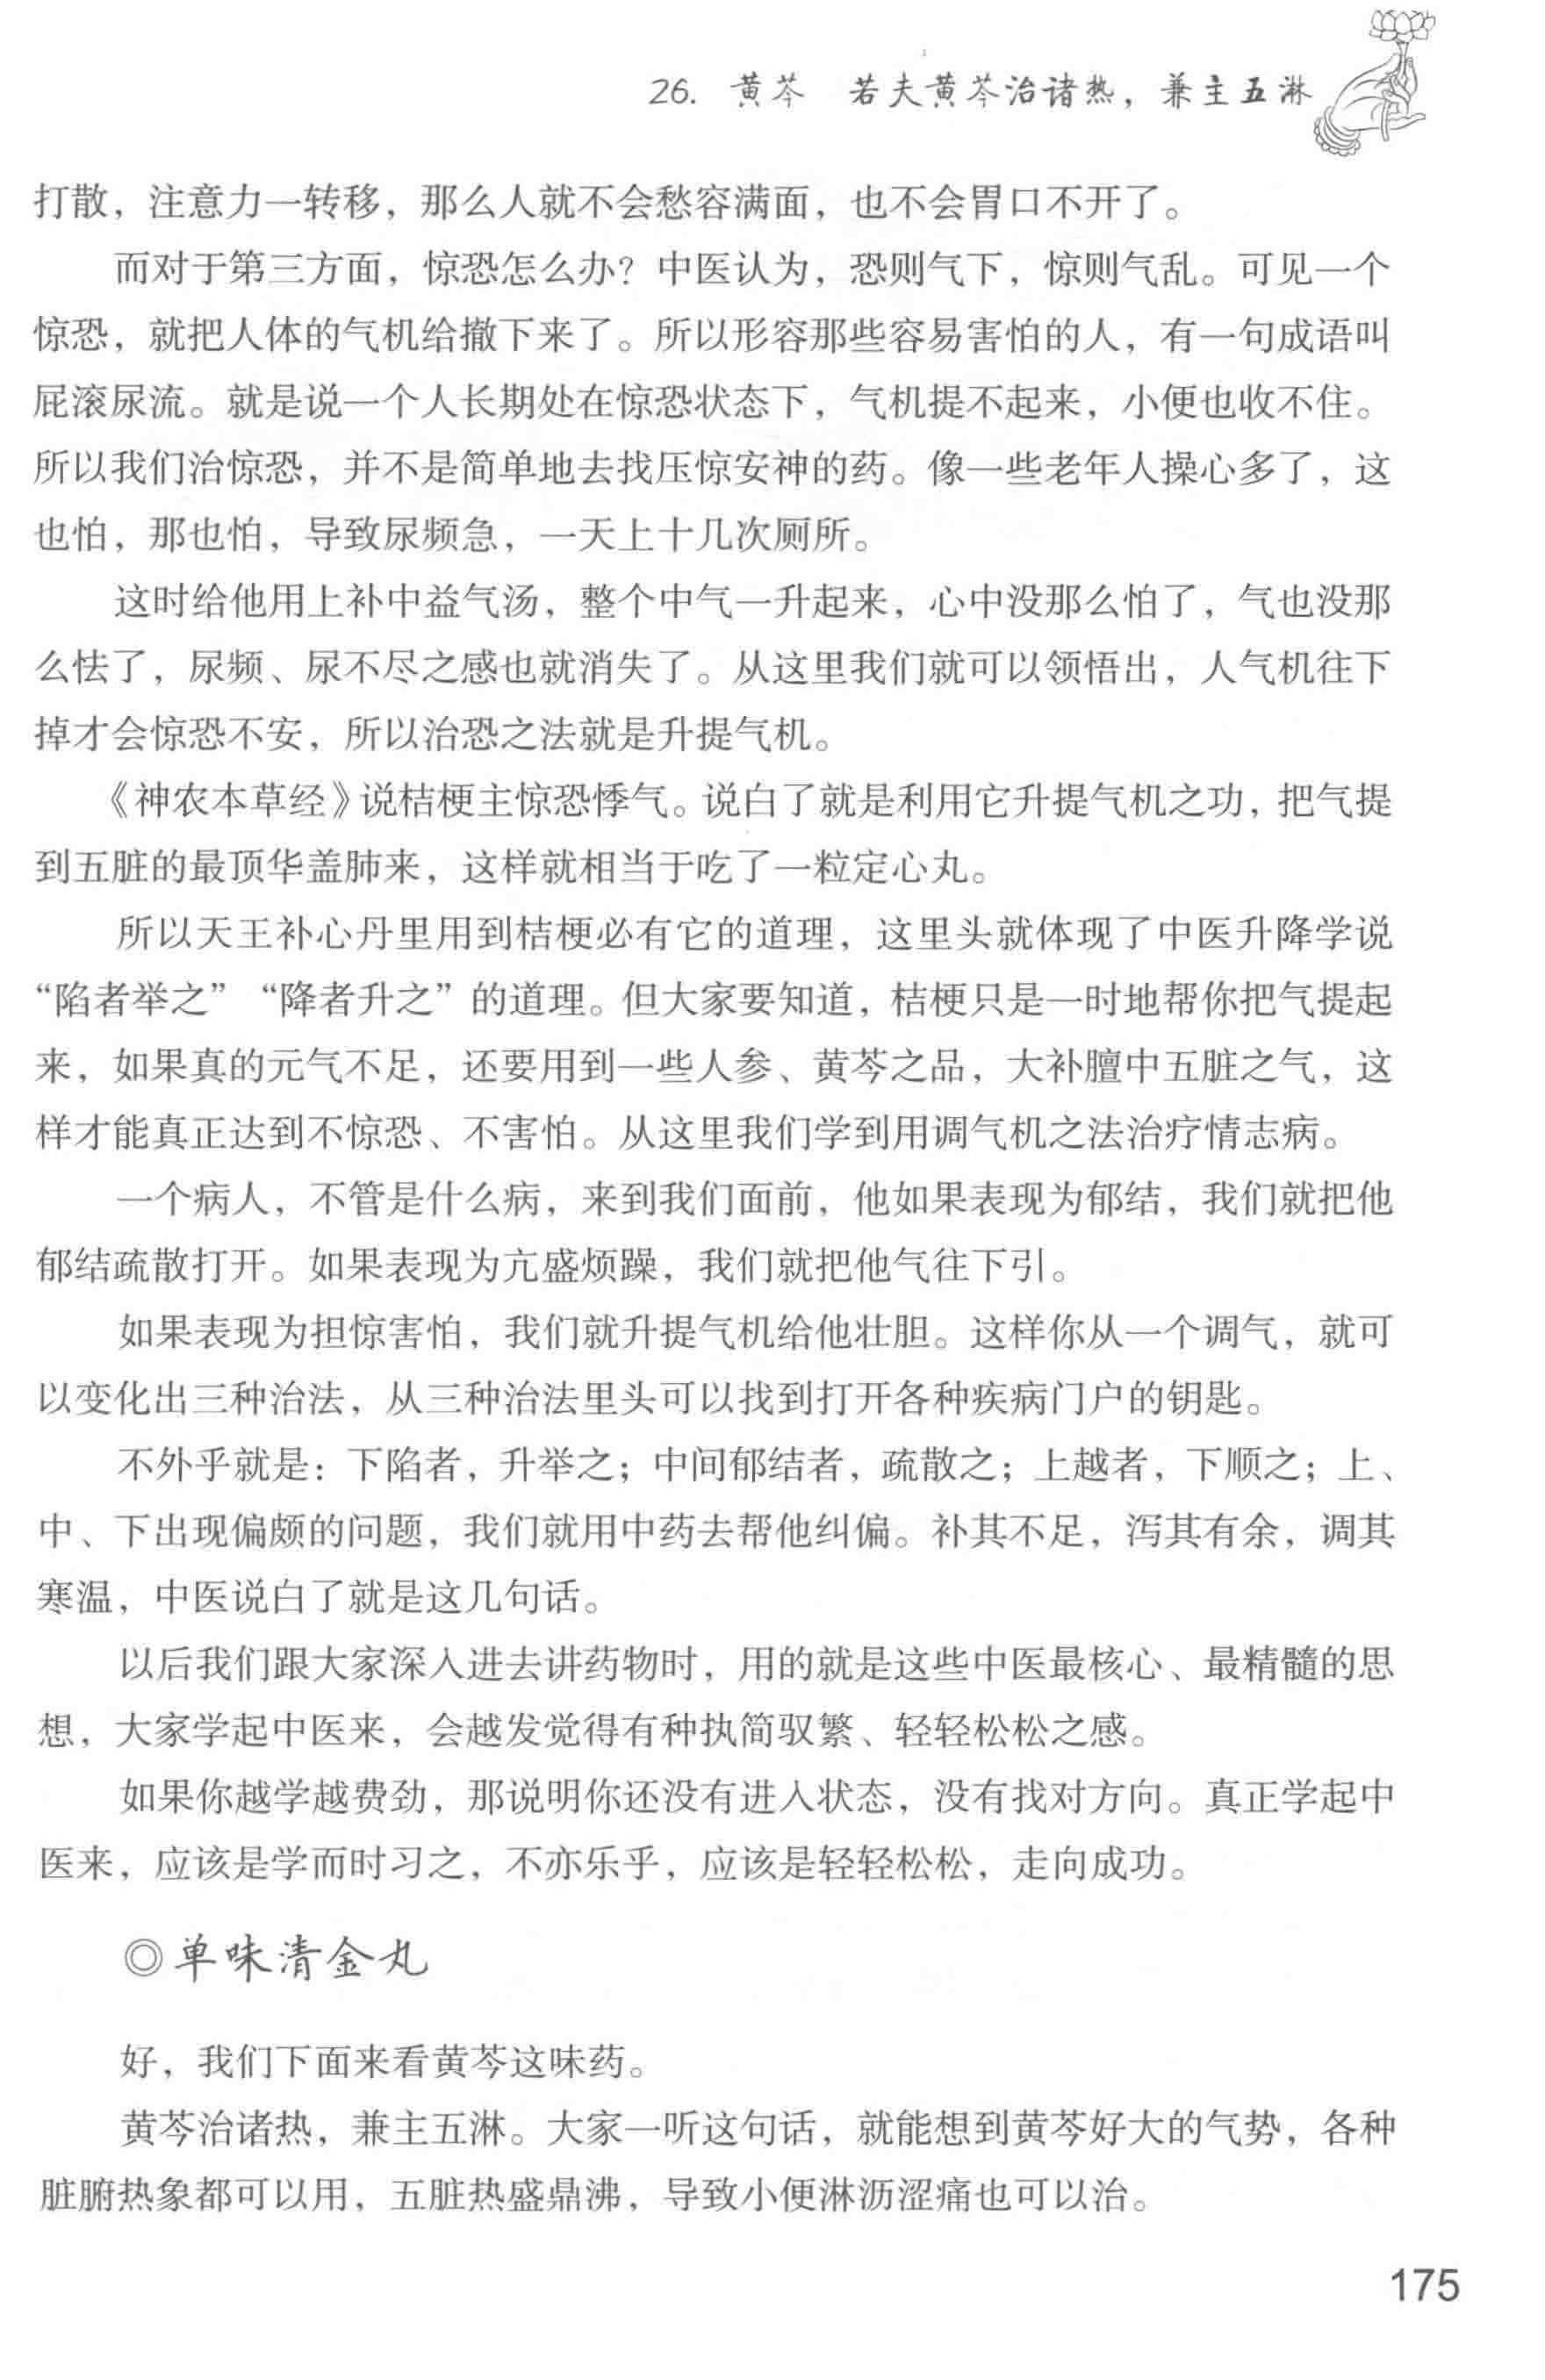 26. 黄芩　若夫黄芩治诸热，兼主五淋
打散，注意力一转移，那么人就不会愁容满面，也不会胃口不开了。
而对于第三方面，惊恐怎么办？中医认为，恐则气下，惊则气乱。可见一个
惊恐，就把人体的气机给撤下来了。所以形容那些容易害怕的人，有一句成语叫
屁滚尿流。就是说一个人长期处在惊恐状态下，气机提不起来，小便也收不住。
所以我们治惊恐，并不是简单地去找压惊安神的药。像一些老年人操心多了，这
也怕，那也怕，导致尿频急，一天上十几次厕所。
这时给他用上补中益气汤，整个中气一升起来，心中没那么怕了，气也没那
么怯了，尿频、尿不尽之感也就消失了。从这里我们就可以领悟出，人气机往下
掉才会惊恐不安，所以治恐之法就是升提气机。
《神农本草经》说桔梗主惊恐悸气。说白了就是利用它升提气机之功，把气提
到五脏的最顶华盖肺来，这样就相当于吃了一粒定心丸。
所以天王补心丹里用到桔梗必有它的道理，这里头就体现了中医升降学说
“陷者举之”“降者升之”的道理。但大家要知道，桔梗只是一时地帮你把气提起
来，如果真的元气不足，还要用到一些人参、黄芩之品，大补膻中五脏之气，这
样才能真正达到不惊恐、不害怕。从这里我们学到用调气机之法治疗情志病。
一个病人，不管是什么病，来到我们面前，他如果表现为郁结，我们就把他
郁结疏散打开。如果表现为亢盛烦躁，我们就把他气往下引。
如果表现为担惊害怕，我们就升提气机给他壮胆。这样你从一个调气，就可
以变化出三种治法，从三种治法里头可以找到打开各种疾病门户的钥匙。
不外乎就是：下陷者，升举之；中间郁结者，疏散之；上越者，下顺之；上、
中、下出现偏颇的问题，我们就用中药去帮他纠偏。补其不足，泻其有余，调其
寒温，中医说白了就是这几句话。
以后我们跟大家深入进去讲药物时，用的就是这些中医最核心、最精髓的思
想，大家学起中医来，会越发觉得有种执简驭繁、轻轻松松之感。
如果你越学越费劲，那说明你还没有进入状态，没有找对方向。真正学起中
医来，应该是学而时习之，不亦乐乎，应该是轻轻松松，走向成功。
◎单味清金丸
好，我们下面来看黄芩这味药。
黄芩治诸热，兼主五淋。大家一听这句话，就能想到黄芩好大的气势，各种
脏腑热象都可以用，五脏热盛鼎沸，导致小便淋沥涩痛也可以治。
175